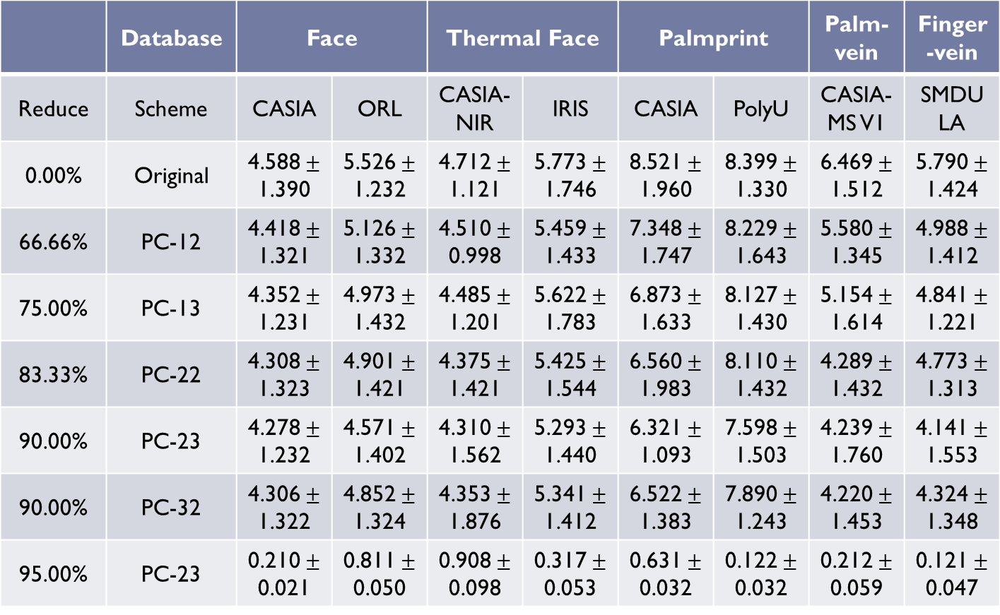 Database Face Thermal Face Palmprint Palm-vein Finger-vein
Reduce Scheme CASIA ORL CASIA-NIR IRIS CASIA PolyU CASIA-MS V1 SMDULA
0.00% Original 4.588 ± 1.390 5.526 ± 1.232 4.712 ± 1.121 5.773 ± 1.746 8.521 ± 1.960 8.399 ± 1.330 6.469 ± 1.512 5.790 ± 1.424
66.66% PC-12 4.418 ± 1.321 5.126 ± 1.332 4.510 ± 0.998 5.459 ± 1.433 7.348 ± 1.747 8.229 ± 1.643 5.580 ± 1.345 4.988 ± 1.412
75.00% PC-13 4.352 ± 1.231 4.973 ± 1.432 4.485 ± 1.201 5.622 ± 1.783 6.873 ± 1.633 8.127 ± 1.430 5.154 ± 1.614 4.841 ± 1.221
83.33% PC-22 4.308 ± 1.323 4.901 ± 1.421 4.375 ± 1.421 5.425 ± 1.544 6.560 ± 1.983 8.110 ± 1.432 4.289 ± 1.432 4.773 ± 1.313
90.00% PC-23 4.278 ± 1.232 4.571 ± 1.402 4.310 ± 1.562 5.293 ± 1.440 6.321 ± 1.093 7.598 ± 1.503 4.239 ± 1.760 4.141 ± 1.553
90.00% PC-32 4.306 ± 1.322 4.852 ± 1.324 4.353 ± 1.876 5.341 ± 1.412 6.522 ± 1.383 7.890 ± 1.243 4.220 ± 1.453 4.324 ± 1.348
95.00% PC-23 0.210 ± 0.021 0.811 ± 0.050 0.908 ± 0.098 0.317 ± 0.053 0.631 ± 0.032 0.122 ± 0.032 0.212 ± 0.059 0.121 ± 0.047